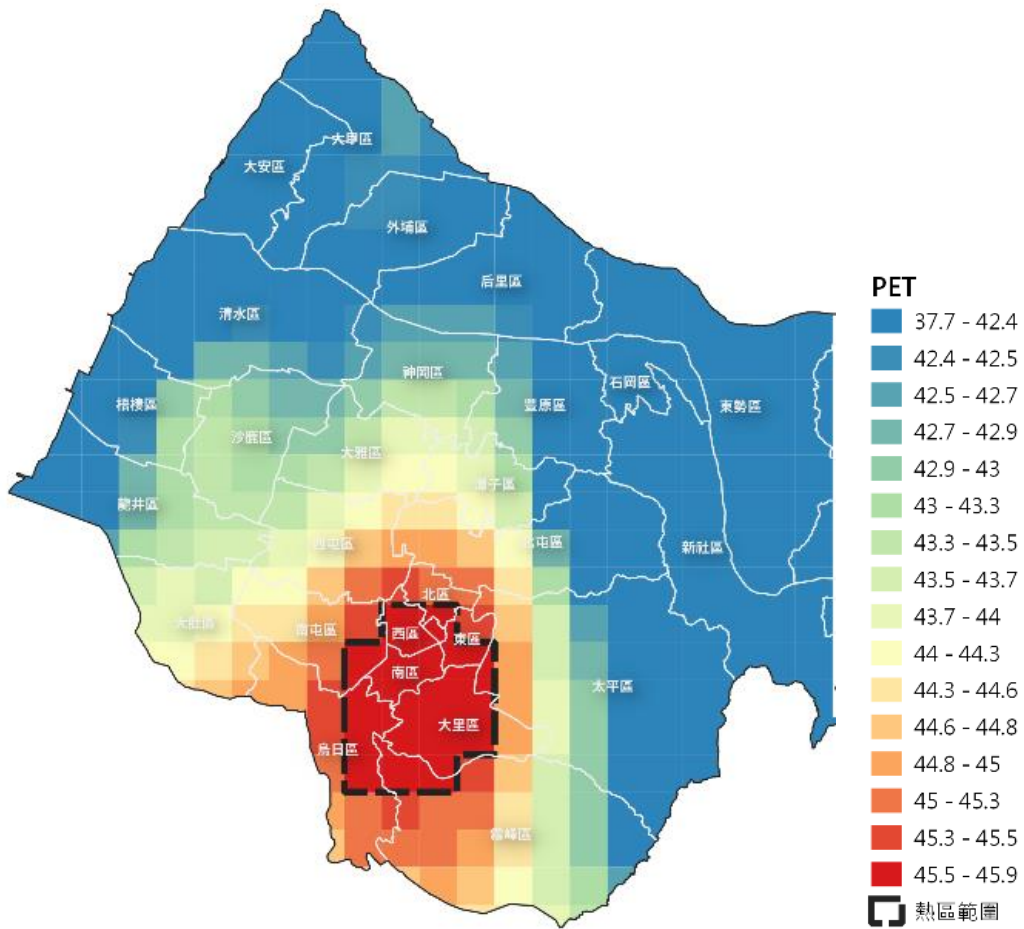 大甲區
大安區
外埔區
后里區
清水區
神岡區
石岡區
梧棲區
豐原區
東勢區
沙鹿區
大雅區
潭子區
龍井區
西屯區
北屯區
新社區
北區
大肚區
南屯區
西區
東區
南區
太平區
大里區
烏日區
霧峰區
PET
37.7 - 42.4
42.4 - 42.5
42.5 - 42.7
42.7 - 42.9
42.9 - 43
43 - 43.3
43.3 - 43.5
43.5 - 43.7
43.7 - 44
44 - 44.3
44.3 - 44.6
44.6 - 44.8
44.8 - 45
45 - 45.3
45.3 - 45.5
45.5 - 45.9
熱區範圍